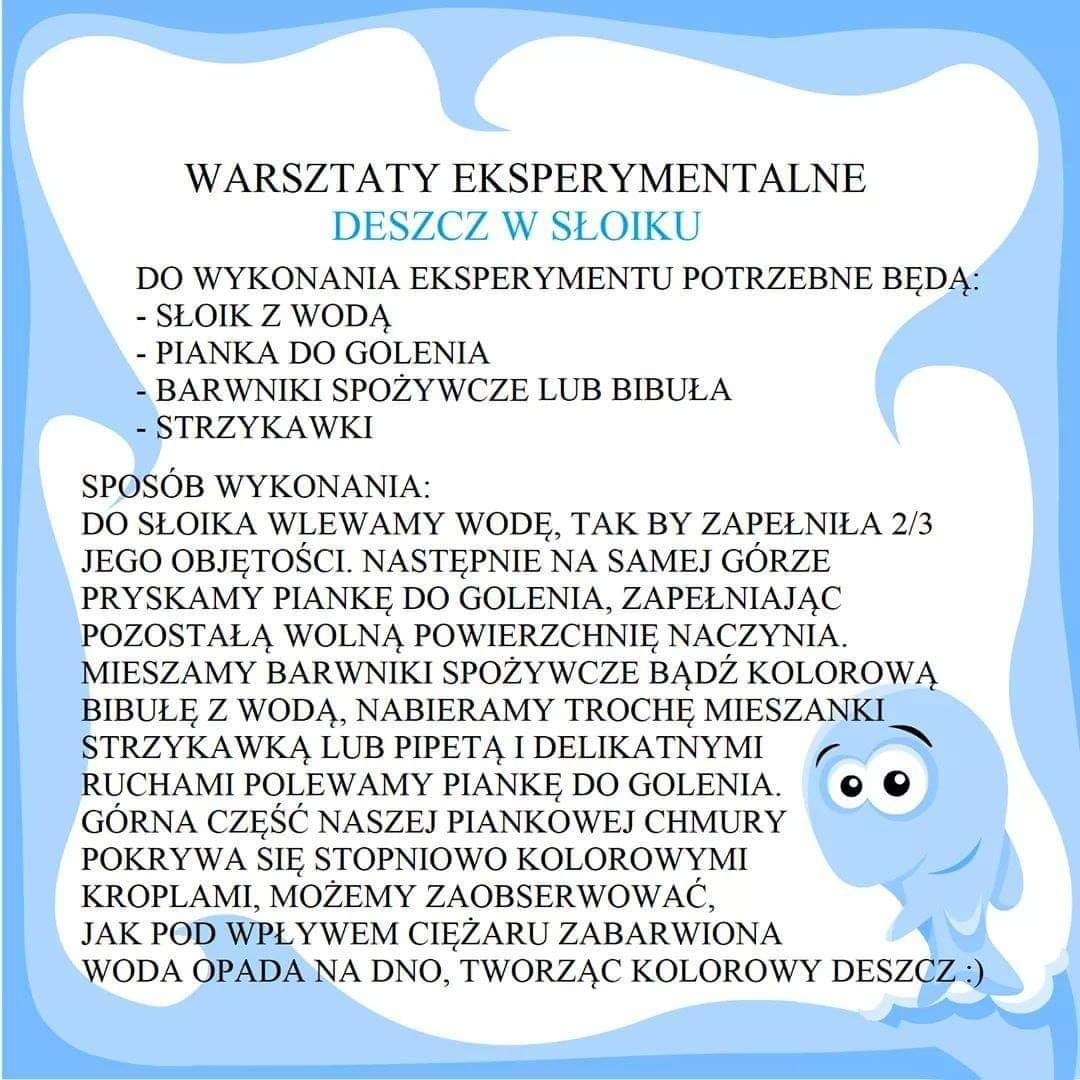 WARSZTATY EKSPERYMENTALNE
DESZCZ W SŁOIKU
DO WYKONANIA EKSPERYMENTU POTRZEBNE BĘDĄ:
- SŁOIK Z WODĄ
- PIANKA DO GOLENIA
- BARWNIKI SPOŻYWCZE LUB BIBUŁA
- STRZYKAWKI
SPOSÓB WYKONANIA:
DO SŁOIKA WLEWAMY WODĘ, TAK BY ZAPEŁNIŁA 2/3
JEGO OBJĘTOŚCI. NASTĘPNIE NA SAMEJ GÓRZE
PRYSKAMY PIANKĘ DO GOLENIA, ZAPEŁNIAJĄC
POZOSTAŁĄ WOLNĄ POWIERZCHNIĘ NACZYNIA.
MIESZAMY BARWNIKI SPOŻYWCZE BĄDŹ KOLOROWĄ
BIBUŁĘ Z WODĄ, NABIERAMY TROCHĘ MIESZANKI
STRZYKAWKĄ LUB PIPETĄ I DELIKATNYMI
RUCHAMI POLEWAMY PIANKĘ DO GOLENIA.
GÓRNA CZĘŚĆ NASZEJ PIANKOWEJ CHMURY
POKRYWA SIĘ STOPNIOWO KOLOROWYMI
KROPLAMI, MOŻEMY ZAOBSERWOWAĆ,
JAK POD WPŁYWEM CIĘŻARU ZABARWIONA
WODA OPADA NA DNO, TWORZĄC KOLOROWY DESZCZ :)